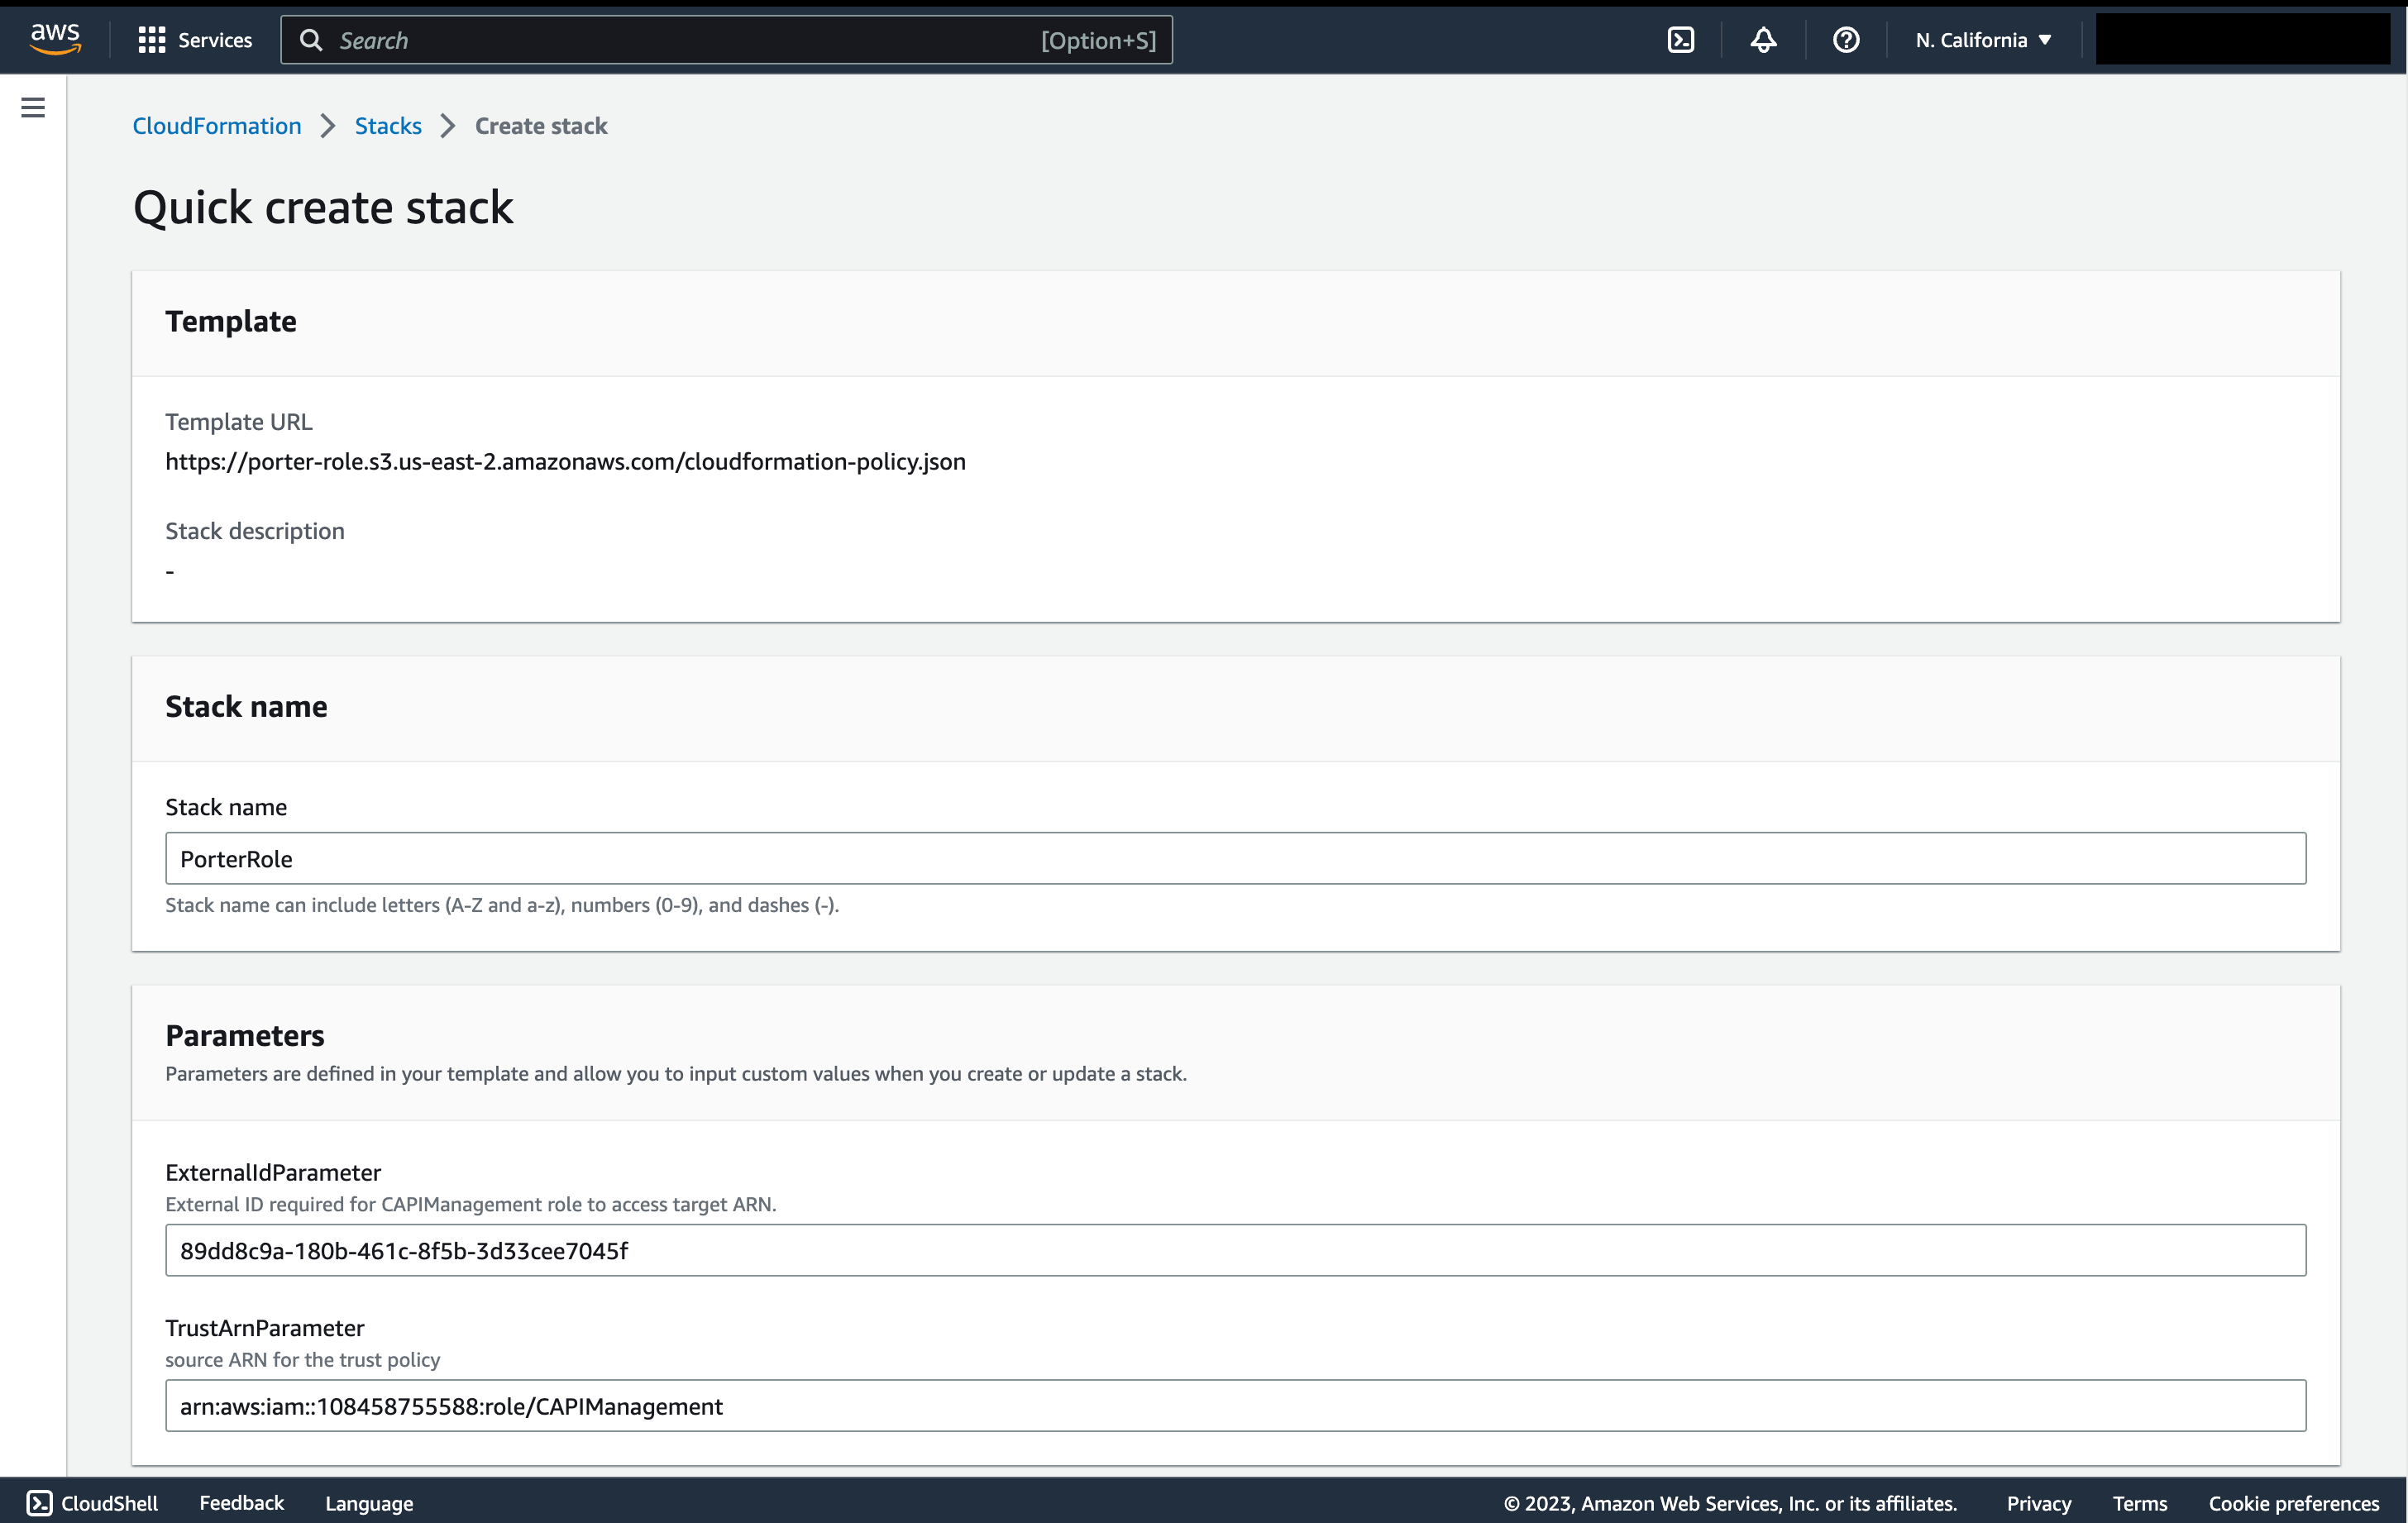 aws
Services
Search
[Option+S]
N. California
CloudFormation
Stacks
Create stack
Quick create stack
Template
Template URL
https://porter-role.s3.us-east-2.amazonaws.com/cloudformation-policy.json
Stack description
-
Stack name
Stack name
PorterRole
Stack name can include letters (A-Z and a-z), numbers (0-9), and dashes (-).
Parameters
Parameters are defined in your template and allow you to input custom values when you create or update a stack.
ExternalIdParameter
External ID required for CAPIManagement role to access target ARN.
89dd8c9a-180b-461c-8f5b-3d33cee7045f
TrustArnParameter
source ARN for the trust policy
arn:aws:iam::108458755588:role/CAPIManagement
CloudShell
Feedback
Language
© 2023, Amazon Web Services, Inc. or its affiliates.
Privacy
Terms
Cookie preferences